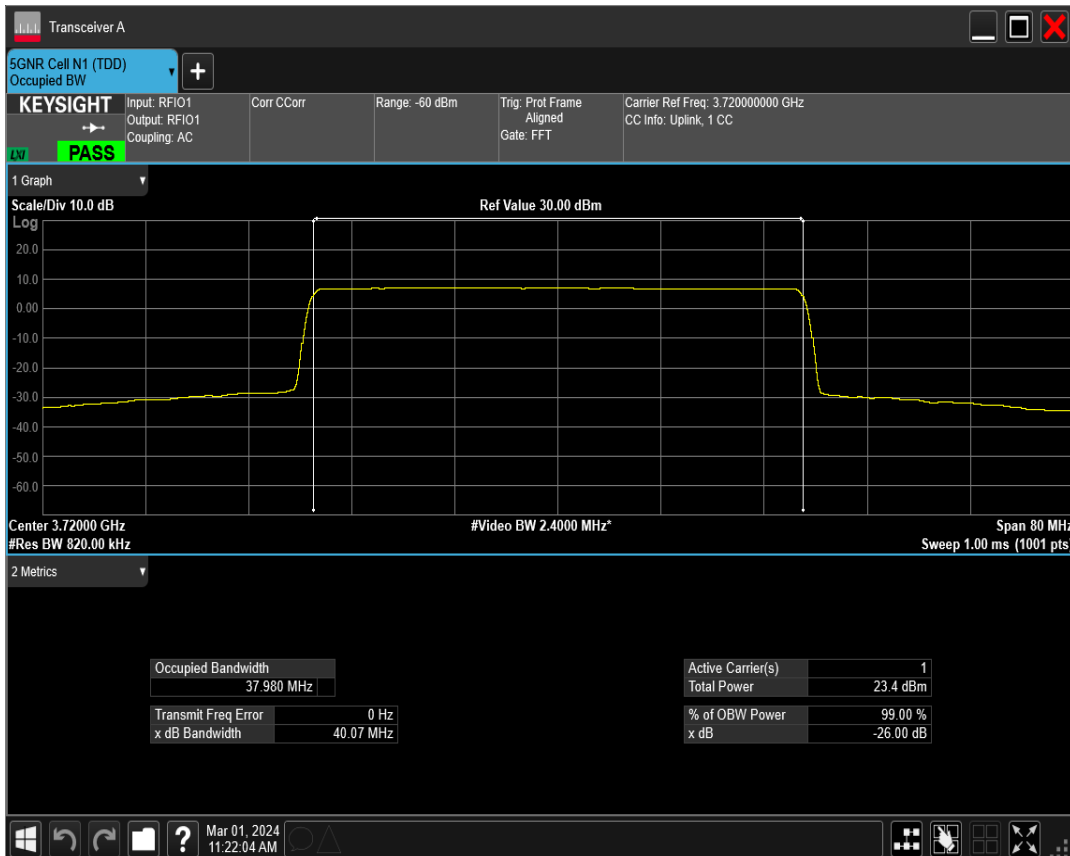 Transceiver A
5GNR Cell N1 (TDD)
Occupied BW
KEYSIGHT
LXI
PASS
Input: RFIO1
Output: RFIO1
Coupling: AC
Corr CCorr
Range: -60 dBm
Trig: Prot Frame
Aligned
Gate: FFT
Carrier Ref Freq: 3.720000000 GHz
CC Info: Uplink, 1 CC
1 Graph
Scale/Div 10.0 dB
Ref Value 30.00 dBm
Log
20.0
10.0
0.00
-10.0
-20.0
-30.0
-40.0
-50.0
-60.0
Center 3.72000 GHz
#Video BW 2.4000 MHz*
Span 80 MHz
#Res BW 820.00 kHz
Sweep 1.00 ms (1001 pts)
2 Metrics
Occupied Bandwidth
37.980 MHz
Transmit Freq Error 0 Hz
x dB Bandwidth 40.07 MHz
Active Carrier(s) 1
Total Power 23.4 dBm
% of OBW Power 99.00 %
x dB -26.00 dB
?
Mar 01, 2024
11:22:04 AM